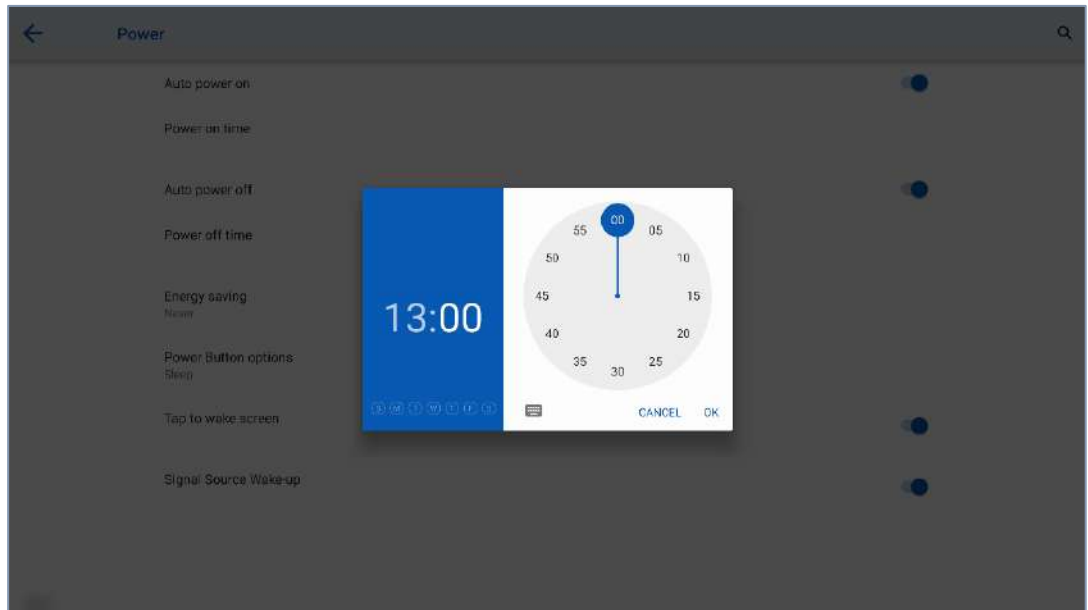 Power
Auto power on
Power on time
Auto power off
Power off time
Energy saving
Never
Power Button options
Sleep
Tap to wake screen
Signal Source Wake-up
13:00
S M T W T F S
00
05
10
15
20
25
30
35
40
45
50
55
CANCEL OK